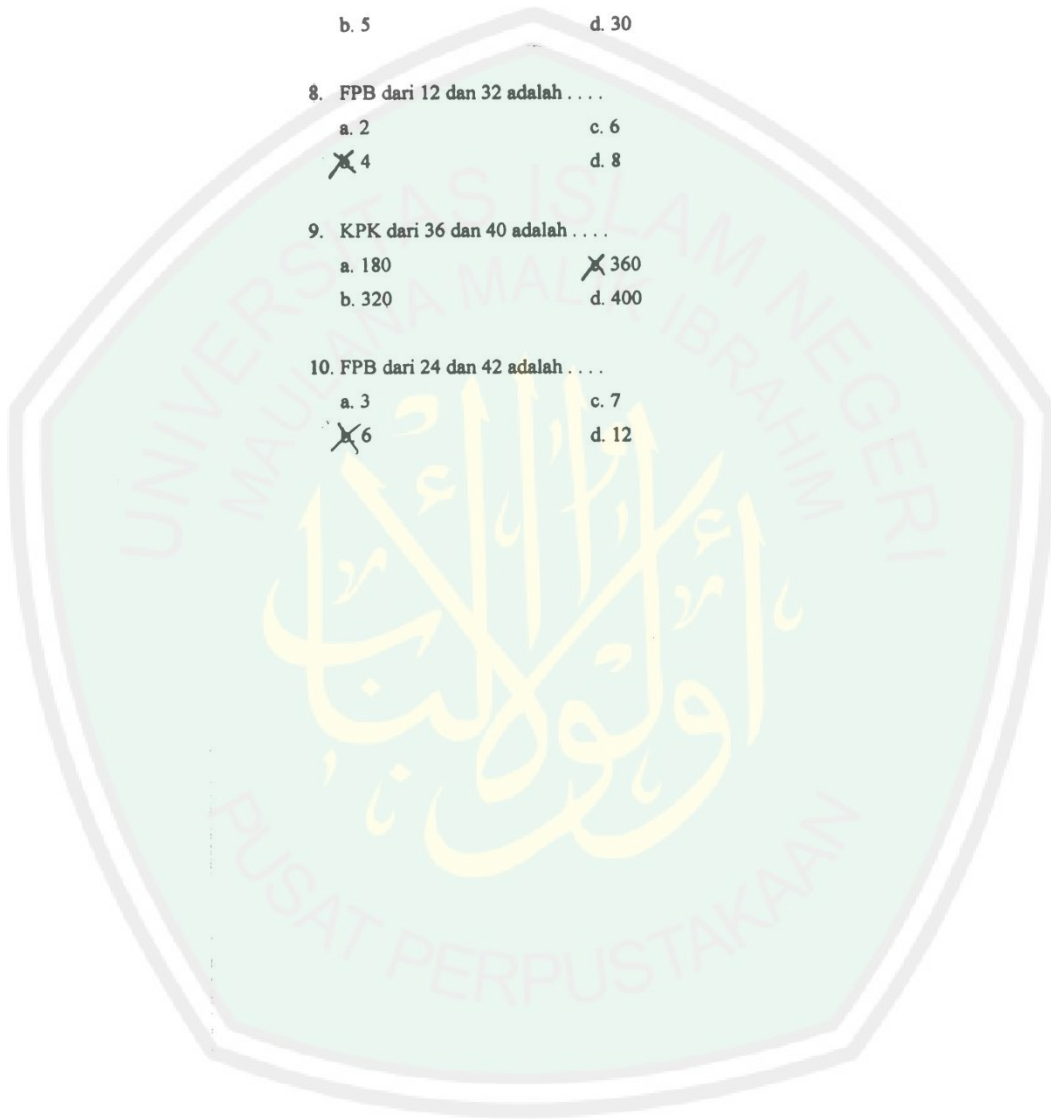 b. 5 d. 30
8. FPB dari 12 dan 32 adalah . . . .
a. 2 c. 6
b. 4 d. 8
9. KPK dari 36 dan 40 adalah . . . .
a. 180 c. 360
b. 320 d. 400
10. FPB dari 24 dan 42 adalah . . . .
a. 3 c. 7
b. 6 d. 12
UNIVERSITAS ISLAM NEGERI
MAULANA MALIK IBRAHIM
أولو الألباب
PUSAT PERPUSTAKAAN